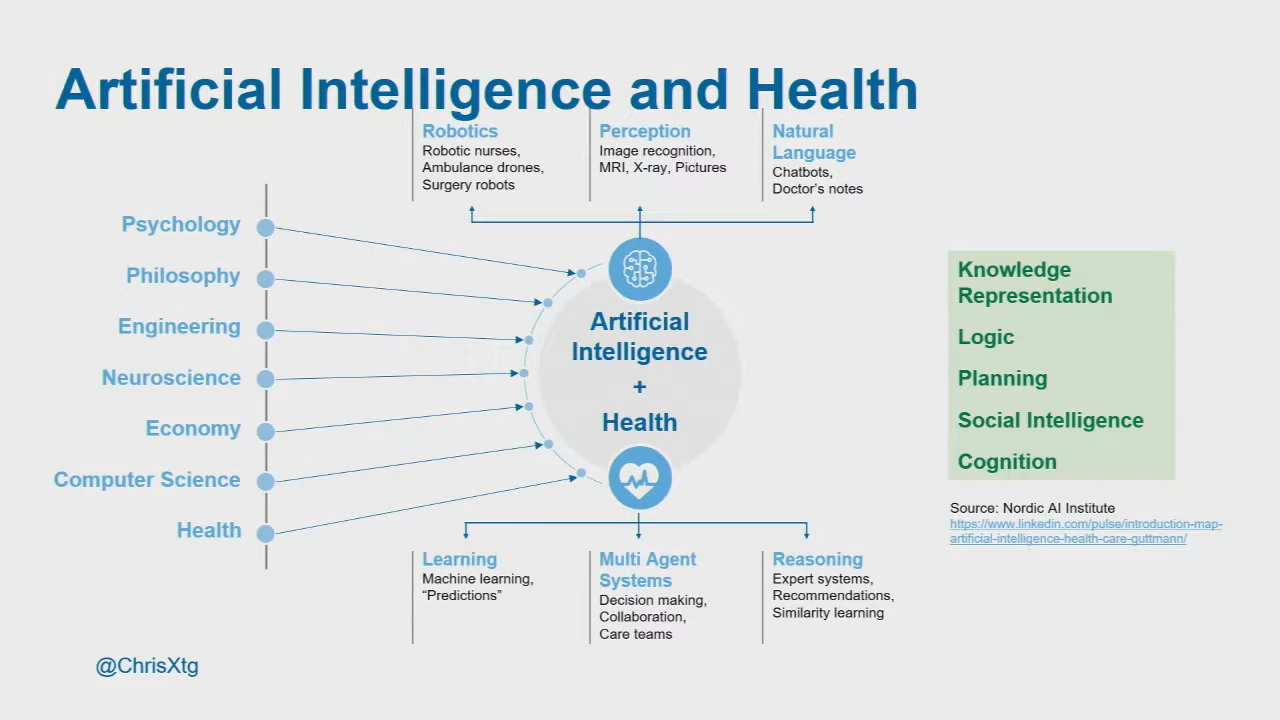 Artificial Intelligence and Health
Robotics
Robotic nurses,
Ambulance drones,
Surgery robots
Perception
Image recognition,
MRI, X-ray, Pictures
Natural
Language
Chatbots,
Doctor's notes
Psychology
Philosophy
Engineering
Neuroscience
Economy
Computer Science
Health
Artificial
Intelligence
+
Health
Knowledge
Representation
Logic
Planning
Social Intelligence
Cognition
Source: Nordic AI Institute
https://www.linkedin.com/pulse/introduction-map-
artificial-intelligence-health-care-guttmann/
Learning
Machine learning,
“Predictions”
Multi Agent
Systems
Decision making,
Collaboration,
Care teams
Reasoning
Expert systems,
Recommendations,
Similarity learning
@ChrisXtg